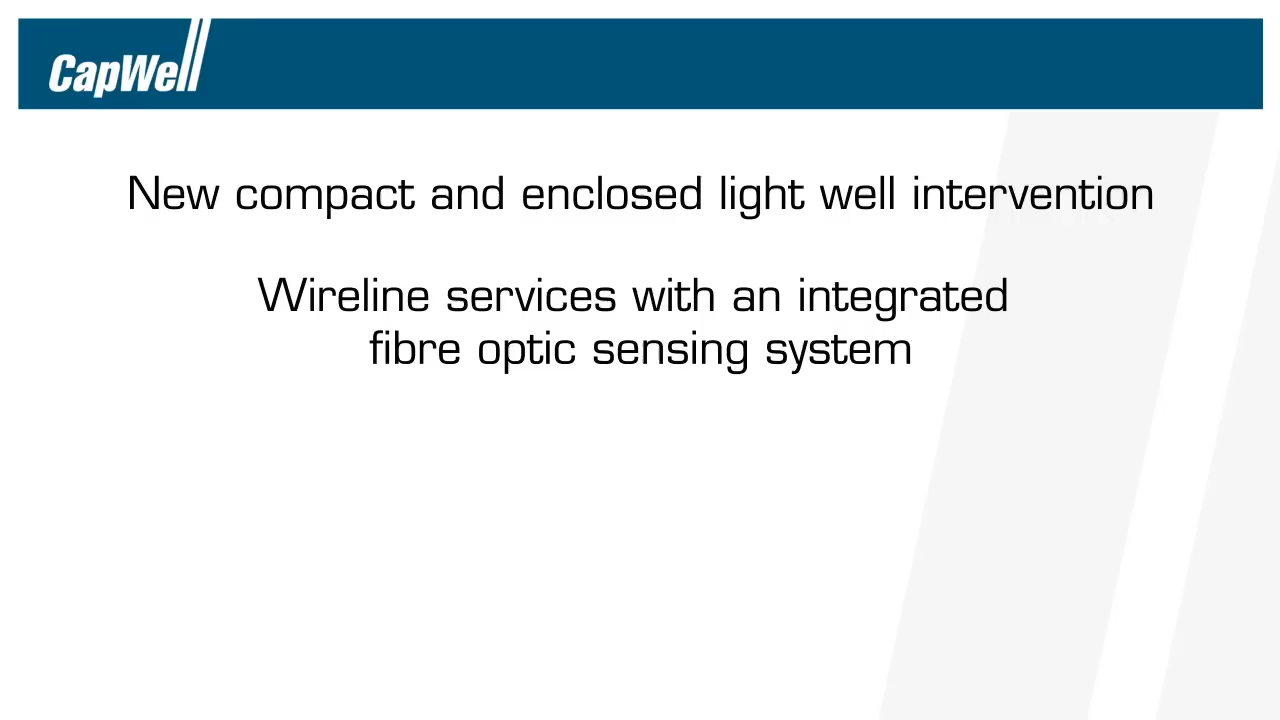 CapWell
New compact and enclosed light well intervention
Wireline services with an integrated
fibre optic sensing system